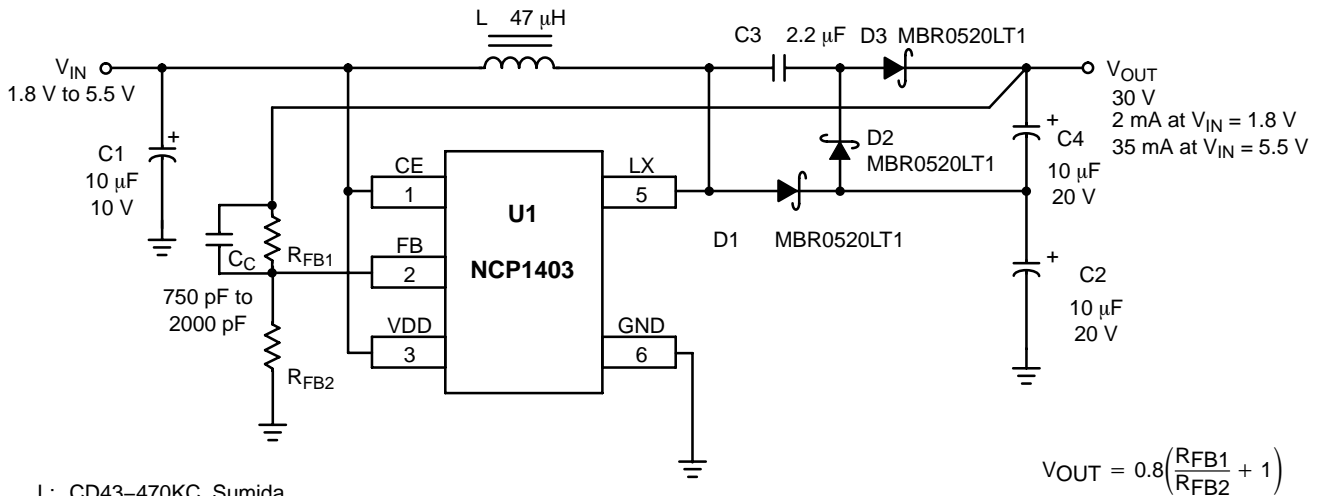 L 47 μH
C3 2.2 μF D3 MBR0520LT1
VIN
1.8 V to 5.5 V
VOUT
30 V
2 mA at VIN = 1.8 V
35 mA at VIN = 5.5 V
+
C1
10 μF
10 V
+
C4
10 μF
20 V
D2
MBR0520LT1
CE
1
LX
5
U1
NCP1403
D1 MBR0520LT1
CC
RFB1
FB
2
750 pF to
2000 pF
+
C2
10 μF
20 V
VDD
3
GND
6
RFB2
VOUT = 0.8(RFB1/RFB2 + 1)
L: CD43–470KC, Sumida